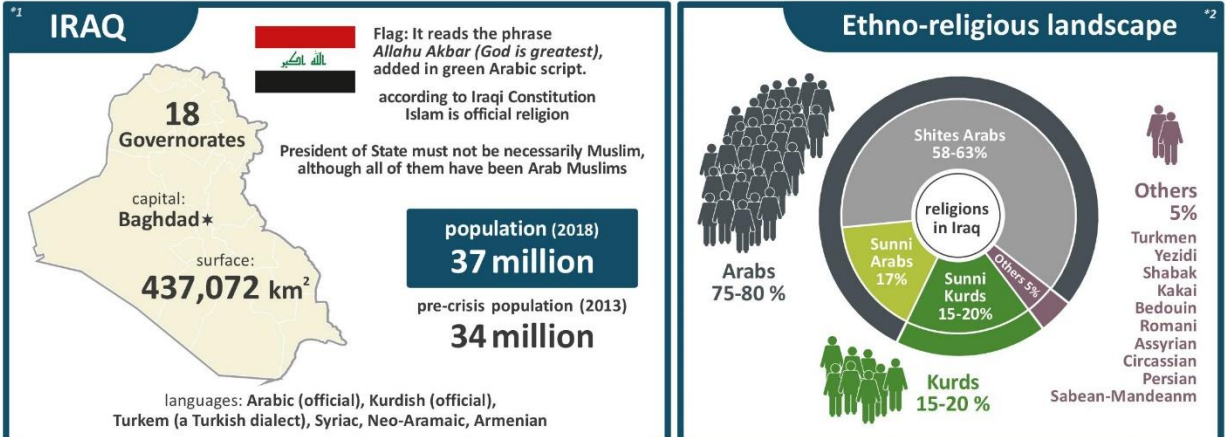 *1
IRAQ
الله اكبر
Flag: It reads the phrase
Allahu Akbar (God is greatest),
added in green Arabic script.
according to Iraqi Constitution
Islam is official religion
President of State must not be necessarily Muslim,
although all of them have been Arab Muslims
18
Governorates
capital:
Baghdad
surface:
437,072 km²
population (2018)
37 million
pre-crisis population (2013)
34 million
languages: Arabic (official), Kurdish (official),
Turkem (a Turkish dialect), Syriac, Neo-Aramaic, Armenian
Ethno-religious landscape
*2
Arabs
75-80 %
Shites Arabs
58-63%
religions
in Iraq
Sunni
Arabs
17%
Sunni
Kurds
15-20%
Others 5%
Kurds
15-20 %
Others
5%
Turkmen
Yezidi
Shabak
Kakai
Bedouin
Romani
Assyrian
Circassian
Persian
Sabean-Mandeanm